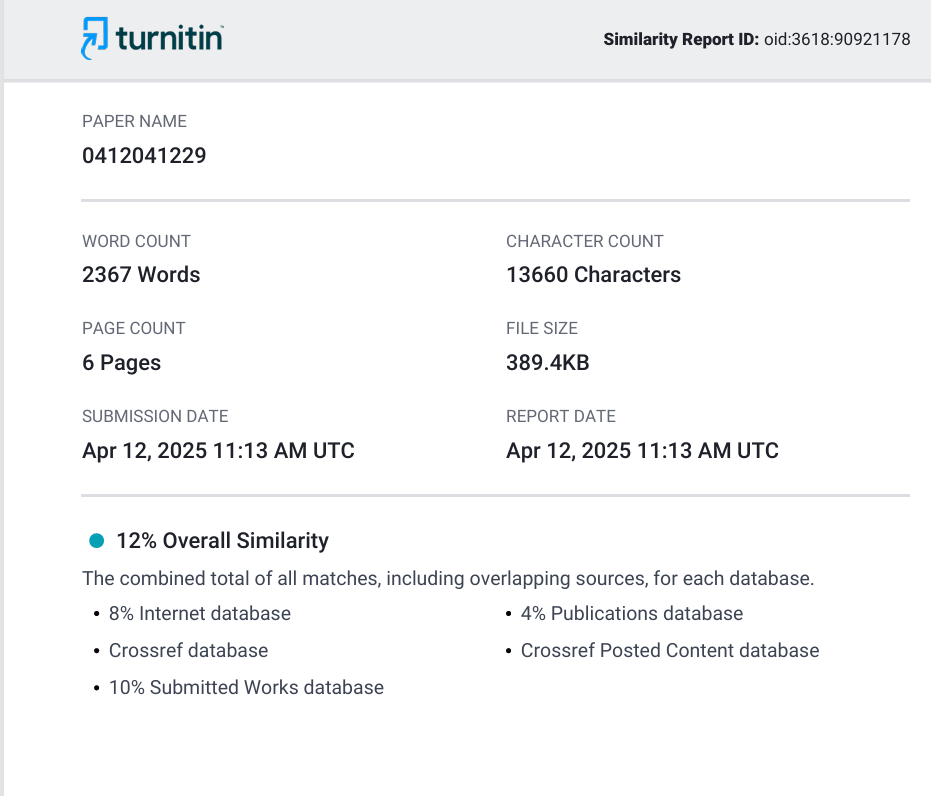 turnitin™
Similarity Report ID: oid:3618:90921178
PAPER NAME
0412041229
WORD COUNT
CHARACTER COUNT
2367 Words
13660 Characters
PAGE COUNT
FILE SIZE
6 Pages
389.4KB
SUBMISSION DATE
REPORT DATE
Apr 12, 2025 11:13 AM UTC
Apr 12, 2025 11:13 AM UTC
12% Overall Similarity
The combined total of all matches, including overlapping sources, for each database.
• 8% Internet database
• 4% Publications database
• Crossref database
• Crossref Posted Content database
• 10% Submitted Works database